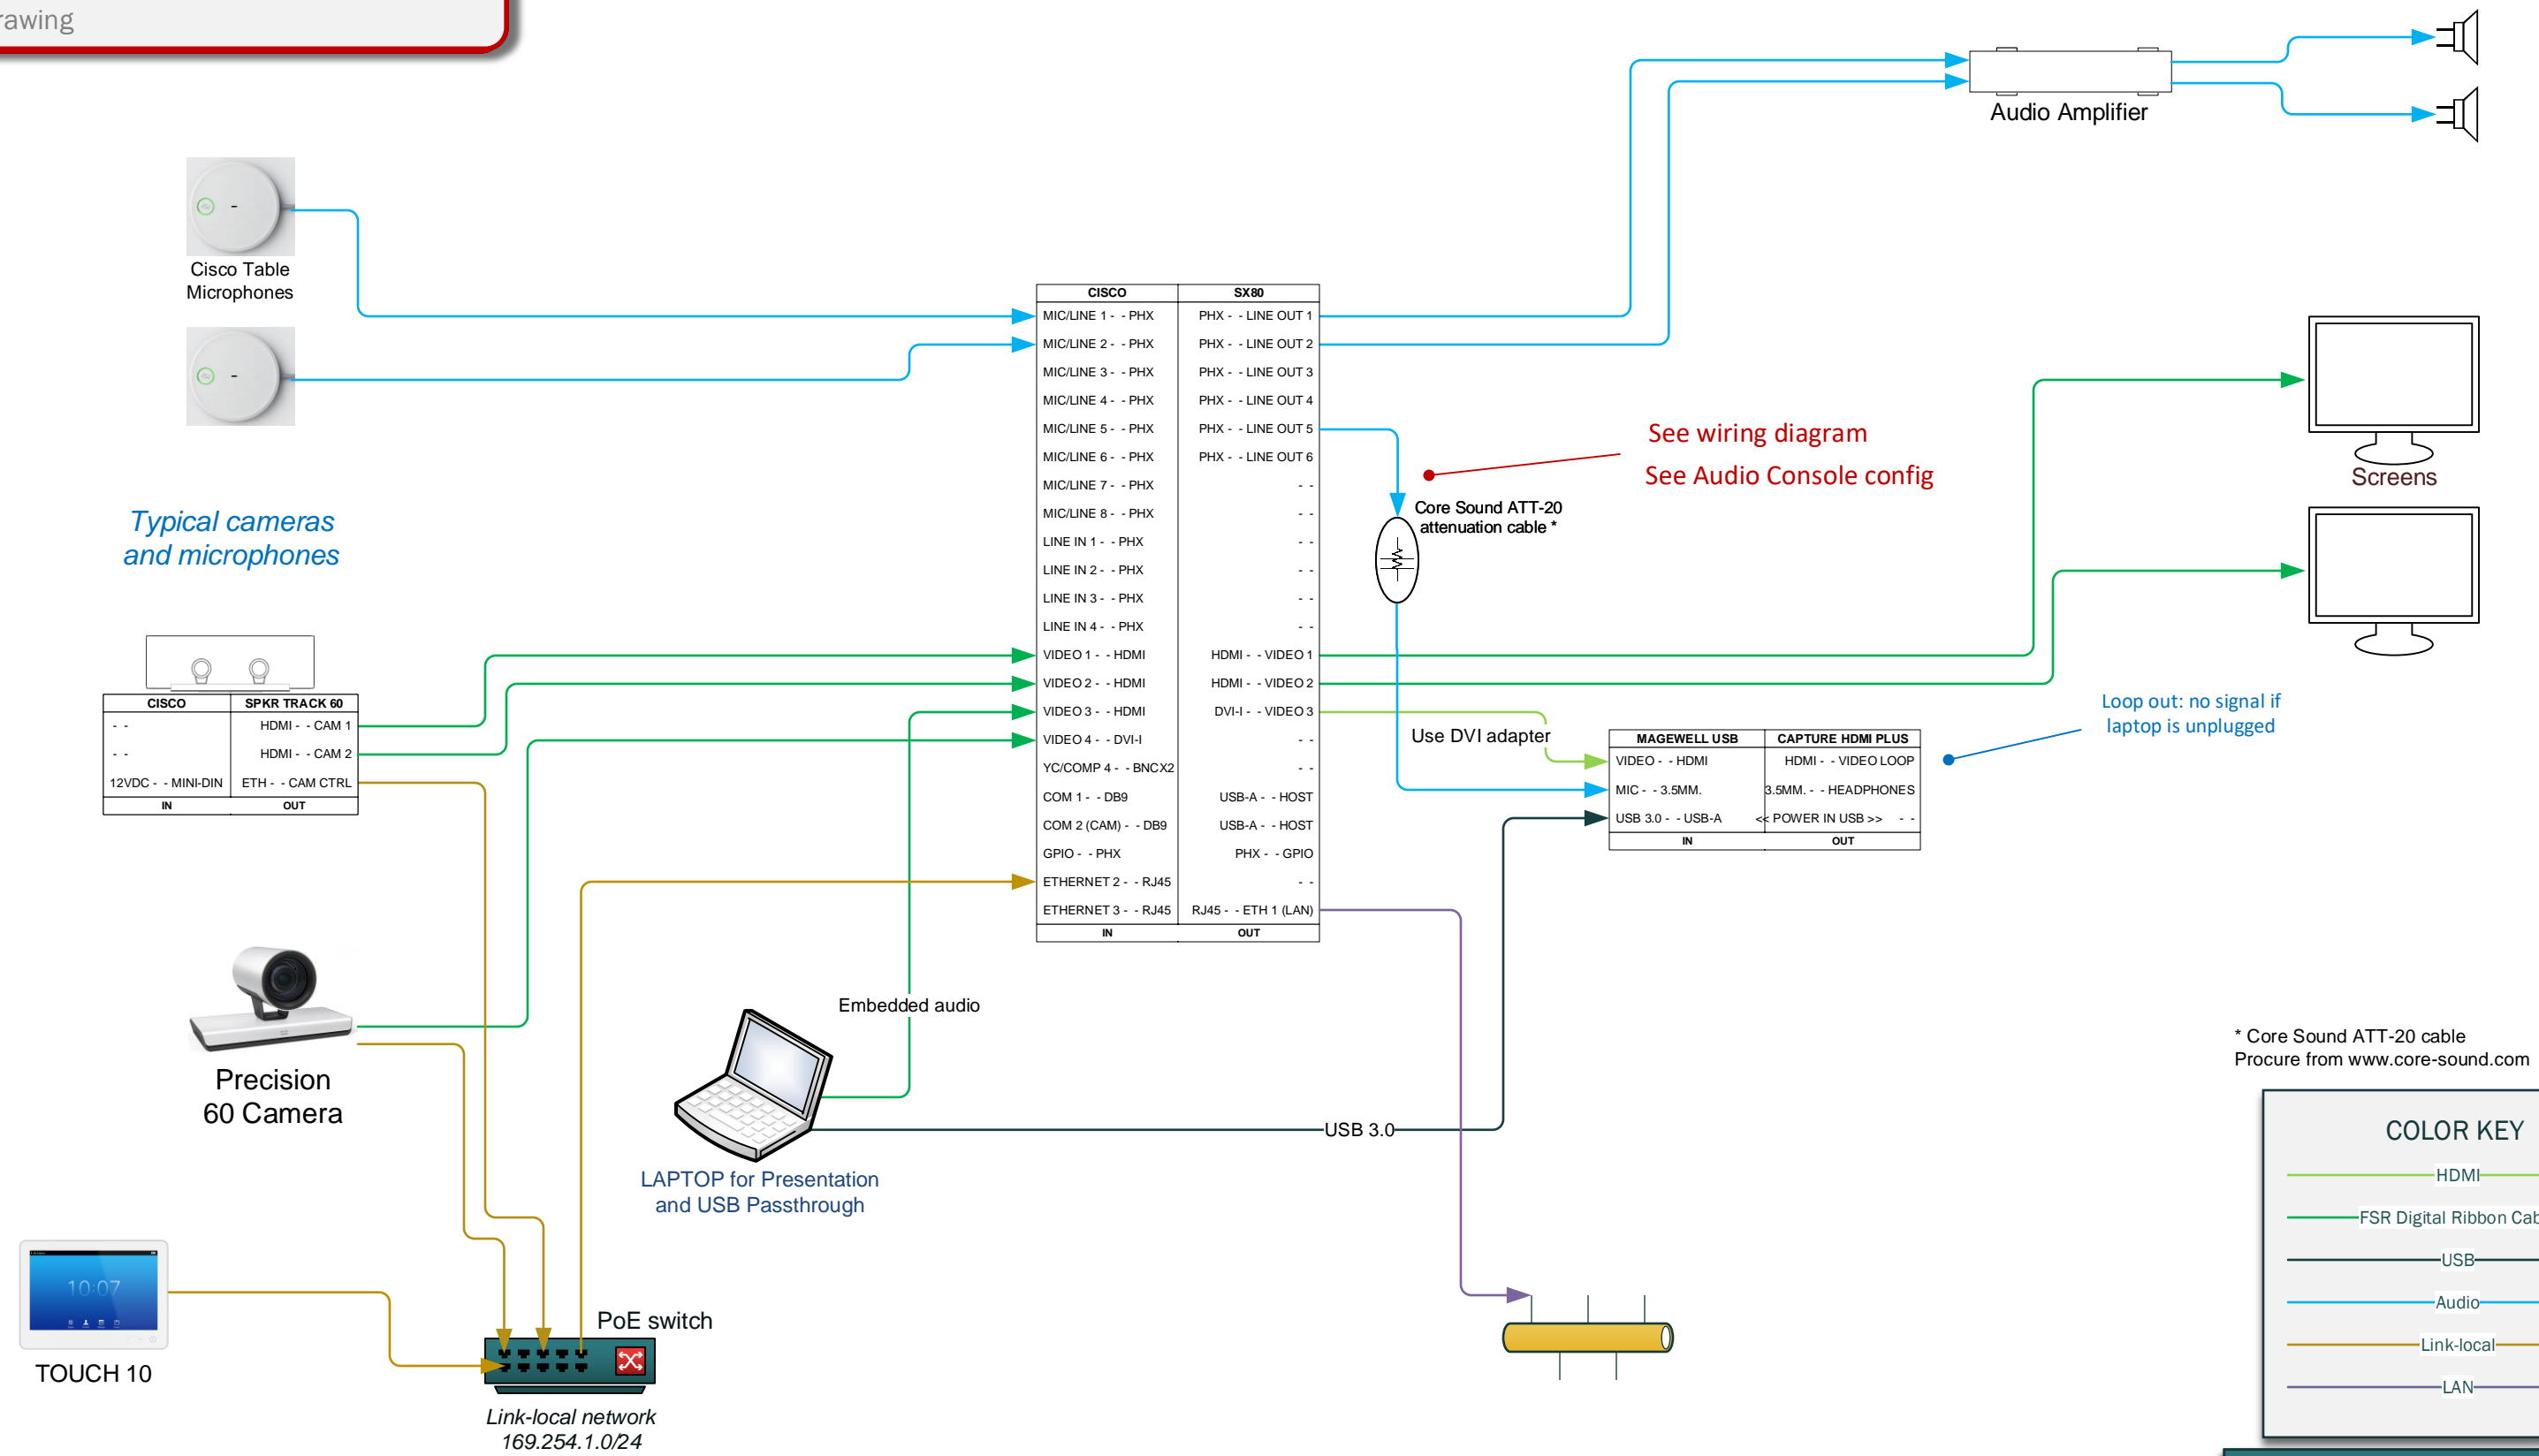 rawing
Audio Amplifier
Cisco Table
Microphones
Typical cameras
and microphones
CISCO SX80
MIC/LINE 1 - - PHX PHX - - LINE OUT 1
MIC/LINE 2 - - PHX PHX - - LINE OUT 2
MIC/LINE 3 - - PHX PHX - - LINE OUT 3
MIC/LINE 4 - - PHX PHX - - LINE OUT 4
MIC/LINE 5 - - PHX PHX - - LINE OUT 5
MIC/LINE 6 - - PHX PHX - - LINE OUT 6
MIC/LINE 7 - - PHX - -
MIC/LINE 8 - - PHX - -
LINE IN 1 - - PHX - -
LINE IN 2 - - PHX - -
LINE IN 3 - - PHX - -
LINE IN 4 - - PHX - -
VIDEO 1 - - HDMI HDMI - - VIDEO 1
VIDEO 2 - - HDMI HDMI - - VIDEO 2
VIDEO 3 - - HDMI DVI-I - - VIDEO 3
VIDEO 4 - - DVI-I - -
YC/COMP 4 - - BNCX2 - -
COM 1 - - DB9 USB-A - - HOST
COM 2 (CAM) - - DB9 USB-A - - HOST
GPIO - - PHX PHX - - GPIO
ETHERNET 2 - - RJ45 - -
ETHERNET 3 - - RJ45 RJ45 - - ETH 1 (LAN)
IN OUT
See wiring diagram
See Audio Console config
Core Sound ATT-20
attenuation cable *
Screens
Loop out: no signal if
laptop is unplugged
Use DVI adapter
MAGEWELL USB CAPTURE HDMI PLUS
VIDEO - - HDMI HDMI - - VIDEO LOOP
MIC - - 3.5MM. 3.5MM. - - HEADPHONES
USB 3.0 - - USB-A << POWER IN USB >> - -
IN OUT
CISCO SPKR TRACK 60
- - HDMI - - CAM 1
- - HDMI - - CAM 2
12VDC - - MINI-DIN ETH - - CAM CTRL
IN OUT
Precision
60 Camera
Embedded audio
USB 3.0
LAPTOP for Presentation
and USB Passthrough
10:07
TOUCH 10
PoE switch
Link-local network
169.254.1.0/24
* Core Sound ATT-20 cable
Procure from www.core-sound.com
COLOR KEY
HDMI
FSR Digital Ribbon Cab
USB
Audio
Link-local
LAN